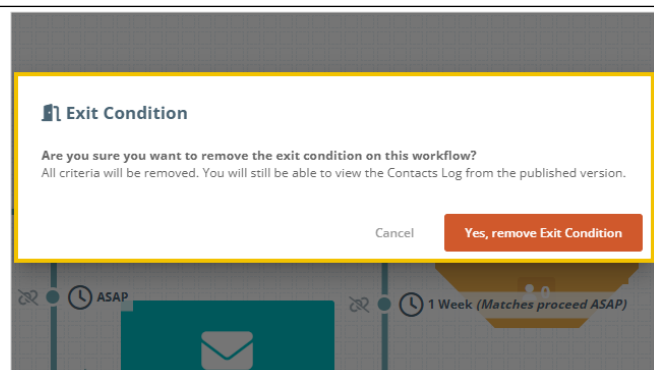 Exit Condition
Are you sure you want to remove the exit condition on this workflow?
All criteria will be removed. You will still be able to view the Contacts Log from the published version.
Cancel
Yes, remove Exit Condition
0
ASAP
1 Week (Matches proceed ASAP)